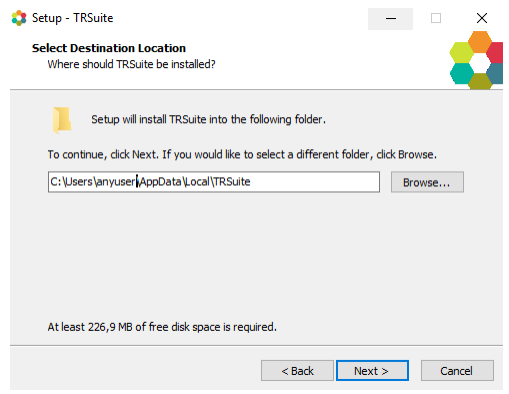 Setup - TRSuite
Select Destination Location
Where should TRSuite be installed?
Setup will install TRSuite into the following folder.
To continue, click Next. If you would like to select a different folder, click Browse.
C:\Users\anyuser\AppData\Local\TRSuite
Browse...
At least 226,9 MB of free disk space is required.
< Back
Next >
Cancel